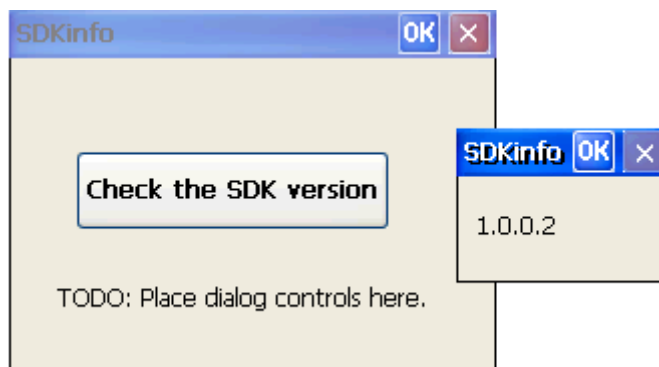 SDKinfo OK
Check the SDK version
TODO: Place dialog controls here.
SDKinfo OK
1.0.0.2